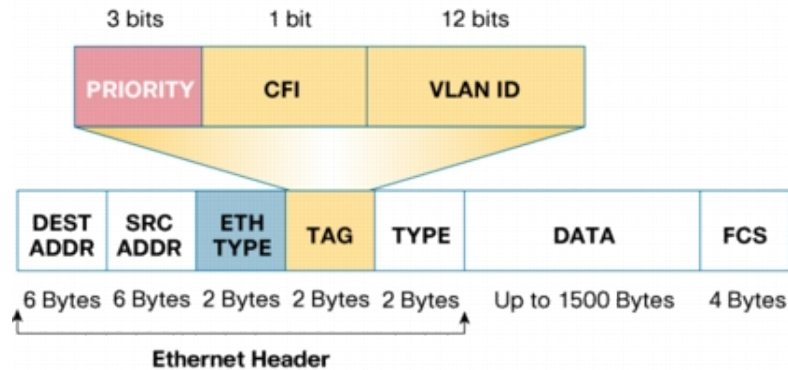 3 bits 1 bit 12 bits
PRIORITY CFI VLAN ID
DEST ADDR SRC ADDR ETH TYPE TAG TYPE DATA FCS
6 Bytes 6 Bytes 2 Bytes 2 Bytes 2 Bytes Up to 1500 Bytes 4 Bytes
Ethernet Header